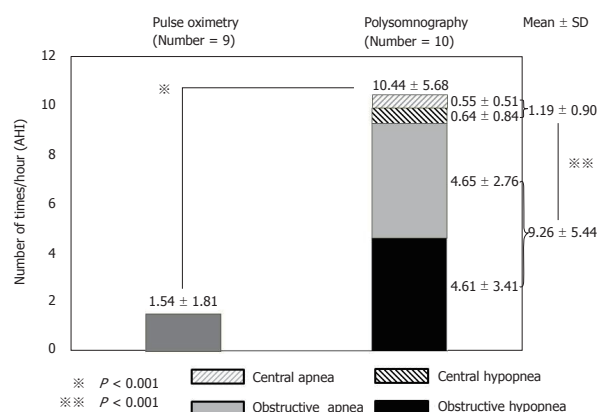 Pulse oximetry
(Number = 9)
Polysomnography
(Number = 10)
Mean ± SD
Number of times/hour (AHI)
12
10
8
6
4
2
0
※
1.54 ± 1.81
10.44 ± 5.68
0.55 ± 0.51
0.64 ± 0.84
1.19 ± 0.90
※※
4.65 ± 2.76
9.26 ± 5.44
4.61 ± 3.41
※ P < 0.001
※※ P < 0.001
Central apnea
Central hypopnea
Obstructive apnea
Obstructive hypopnea